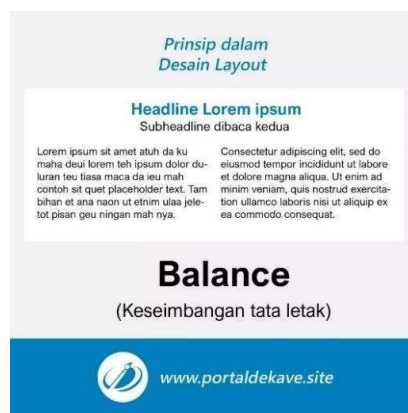 Prinsip dalam
Desain Layout
Headline Lorem ipsum
Subheadline dibaca kedua
Lorem ipsum sit amet atuh da ku
maha deui lorem teh ipsum dolor du-
luran teu tiasa maca da ieu mah
contoh sit quet placeholder text. Tam
bihan et ana naon ut etnim ulaa jele-
tot pisan geu ningan mah nya.
Consectetur adipiscing elit, sed do
eiusmod tempor incididunt ut labore
et dolore magna aliqua. Ut enim ad
minim veniam, quis nostrud exercita-
tion ullamco laboris nisi ut aliquip ex
ea commodo consequat.
Balance
(Keseimbangan tata letak)
www.portaldekave.site